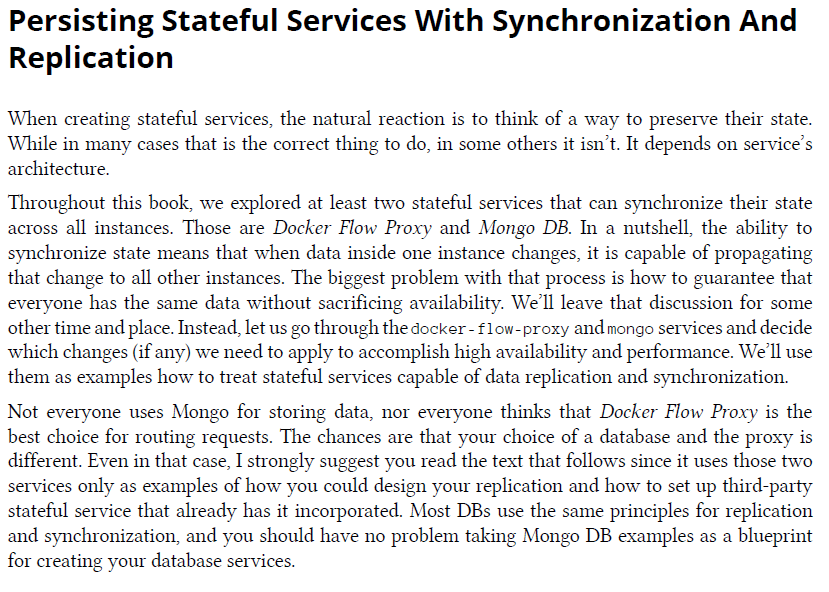 Persisting Stateful Services With Synchronization And
Replication
When creating stateful services, the natural reaction is to think of a way to preserve their state.
While in many cases that is the correct thing to do, in some others it isn’t. It depends on service’s
architecture.
Throughout this book, we explored at least two stateful services that can synchronize their state
across all instances. Those are Docker Flow Proxy and Mongo DB. In a nutshell, the ability to
synchronize state means that when data inside one instance changes, it is capable of propagating
that change to all other instances. The biggest problem with that process is how to guarantee that
everyone has the same data without sacrificing availability. We’ll leave that discussion for some
other time and place. Instead, let us go through the docker-flow-proxy and mongo services and decide
which changes (if any) we need to apply to accomplish high availability and performance. We’ll use
them as examples how to treat stateful services capable of data replication and synchronization.
Not everyone uses Mongo for storing data, nor everyone thinks that Docker Flow Proxy is the
best choice for routing requests. The chances are that your choice of a database and the proxy is
different. Even in that case, I strongly suggest you read the text that follows since it uses those two
services only as examples of how you could design your replication and how to set up third-party
stateful service that already has it incorporated. Most DBs use the same principles for replication
and synchronization, and you should have no problem taking Mongo DB examples as a blueprint
for creating your database services.